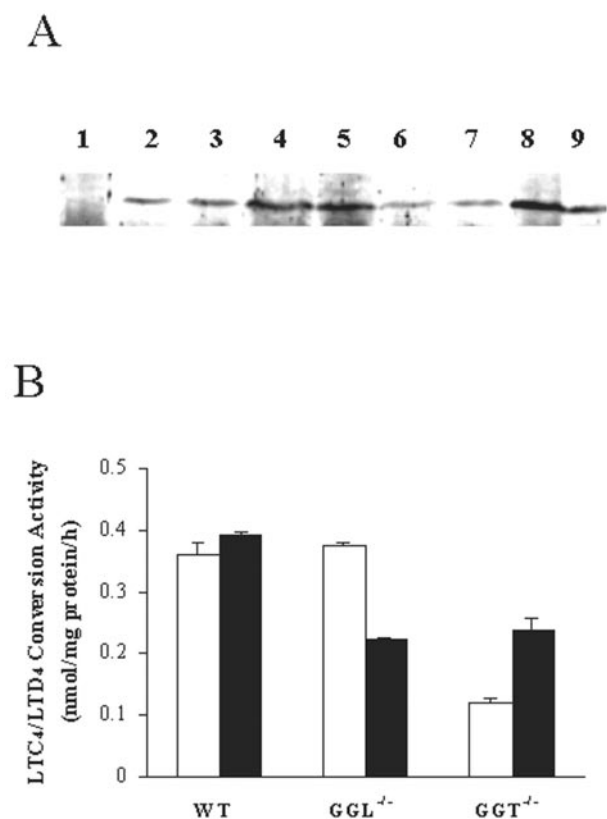 A
1 2 3 4 5 6 7 8 9
B
LTC4/LTD4 Conversion Activity
(nmol/mg protein/h)
0.5
0.4
0.3
0.2
0.1
0
WT GGL-/- GGT-/-